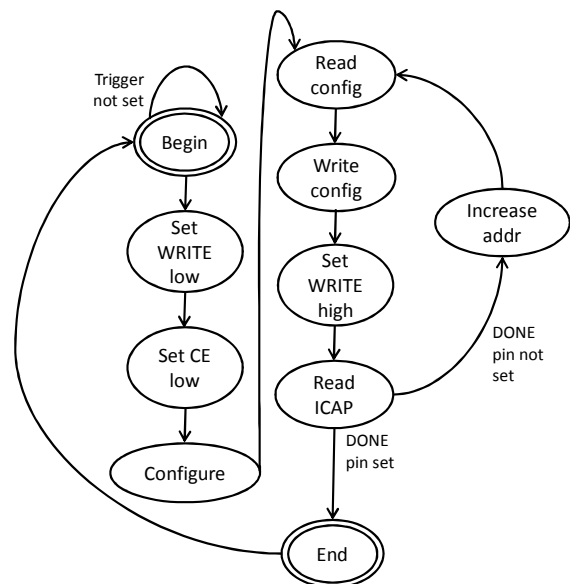 Trigger
not set
Begin
Set
WRITE
low
Set CE
low
Configure
Read
config
Write
config
Set
WRITE
high
Read
ICAP
Increase
addr
DONE
pin not
set
DONE
pin set
End